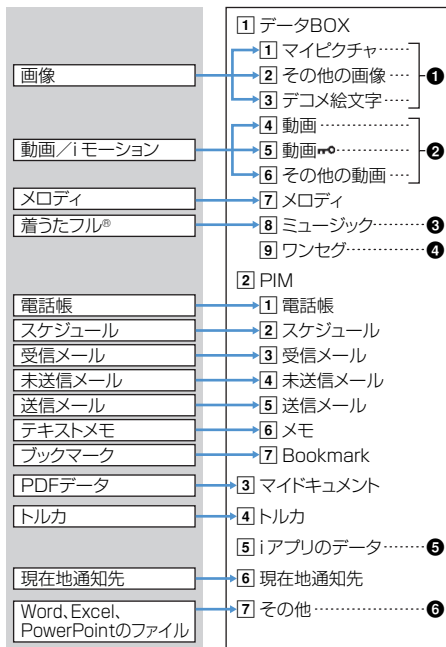 1 データBOX
1 マイピクチャ……
画像 2 その他の画像… ❶
3 デコメ絵文字……
4 動画……………
動画／iモーション 5 動画…………… ❷
6 その他の動画…
メロディ 7 メロディ
着うたフル® 8 ミュージック………… ❸
9 ワンセグ…………… ❹
2 PIM
電話帳 1 電話帳
スケジュール 2 スケジュール
受信メール 3 受信メール
未送信メール 4 未送信メール
送信メール 5 送信メール
テキストメモ 6 メモ
ブックマーク 7 Bookmark
PDFデータ 3 マイドキュメント
トルカ 4 トルカ
5 iアプリのデータ……… ❺
現在地通知先 6 現在地通知先
Word、Excel、 7 その他………………… ❻
PowerPointのファイル